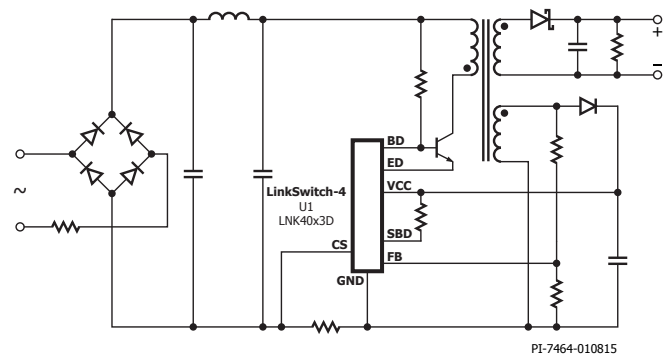 +
−
BD
ED
LinkSwitch-4
VCC
U1
LNK40x3D
~
SBD
CS
FB
GND
PI-7464-010815